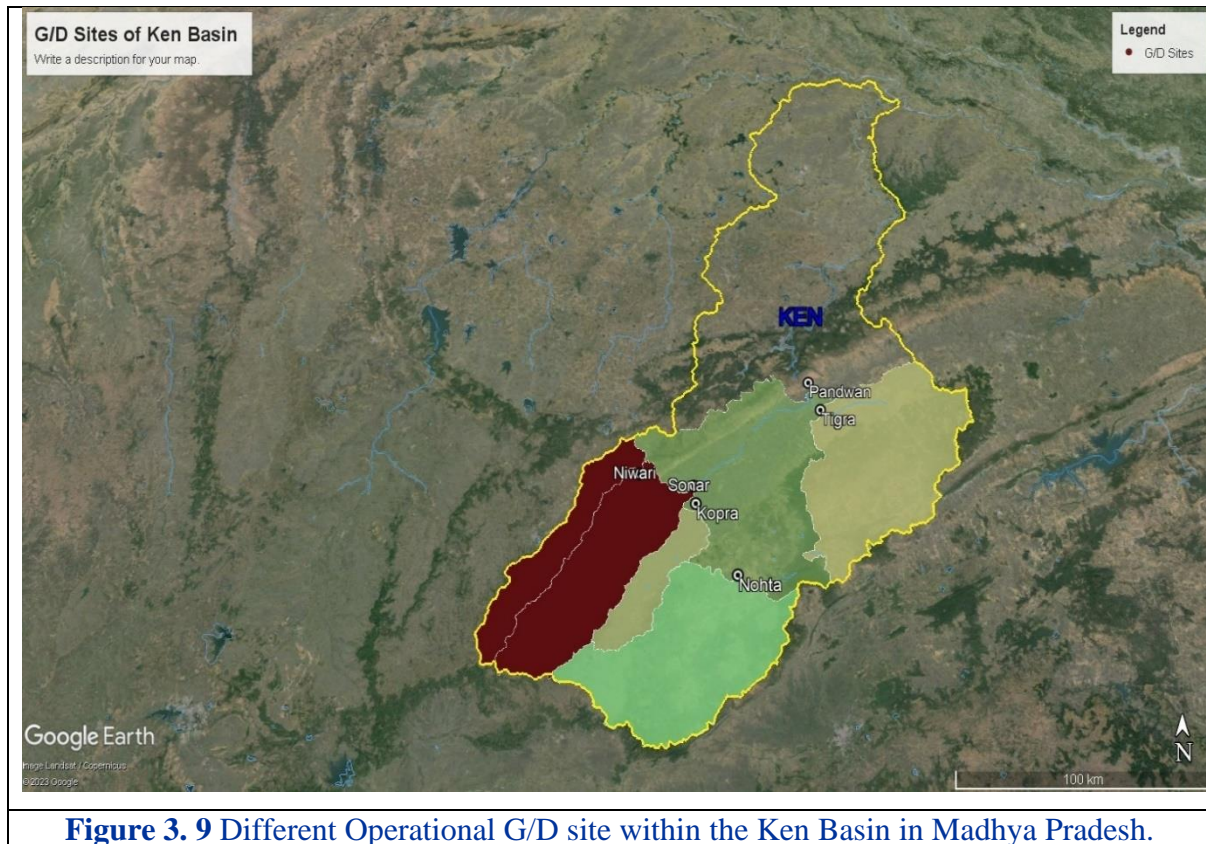 G/D Sites of Ken Basin
Write a description for your map.
Legend
G/D Sites
KEN
Pandwan
Tigra
Niwari
Sonar
Kopra
Nohta
Google Earth
Image Landsat / Copernicus
©2023 Google
N
100 km
Figure 3. 9 Different Operational G/D site within the Ken Basin in Madhya Pradesh.